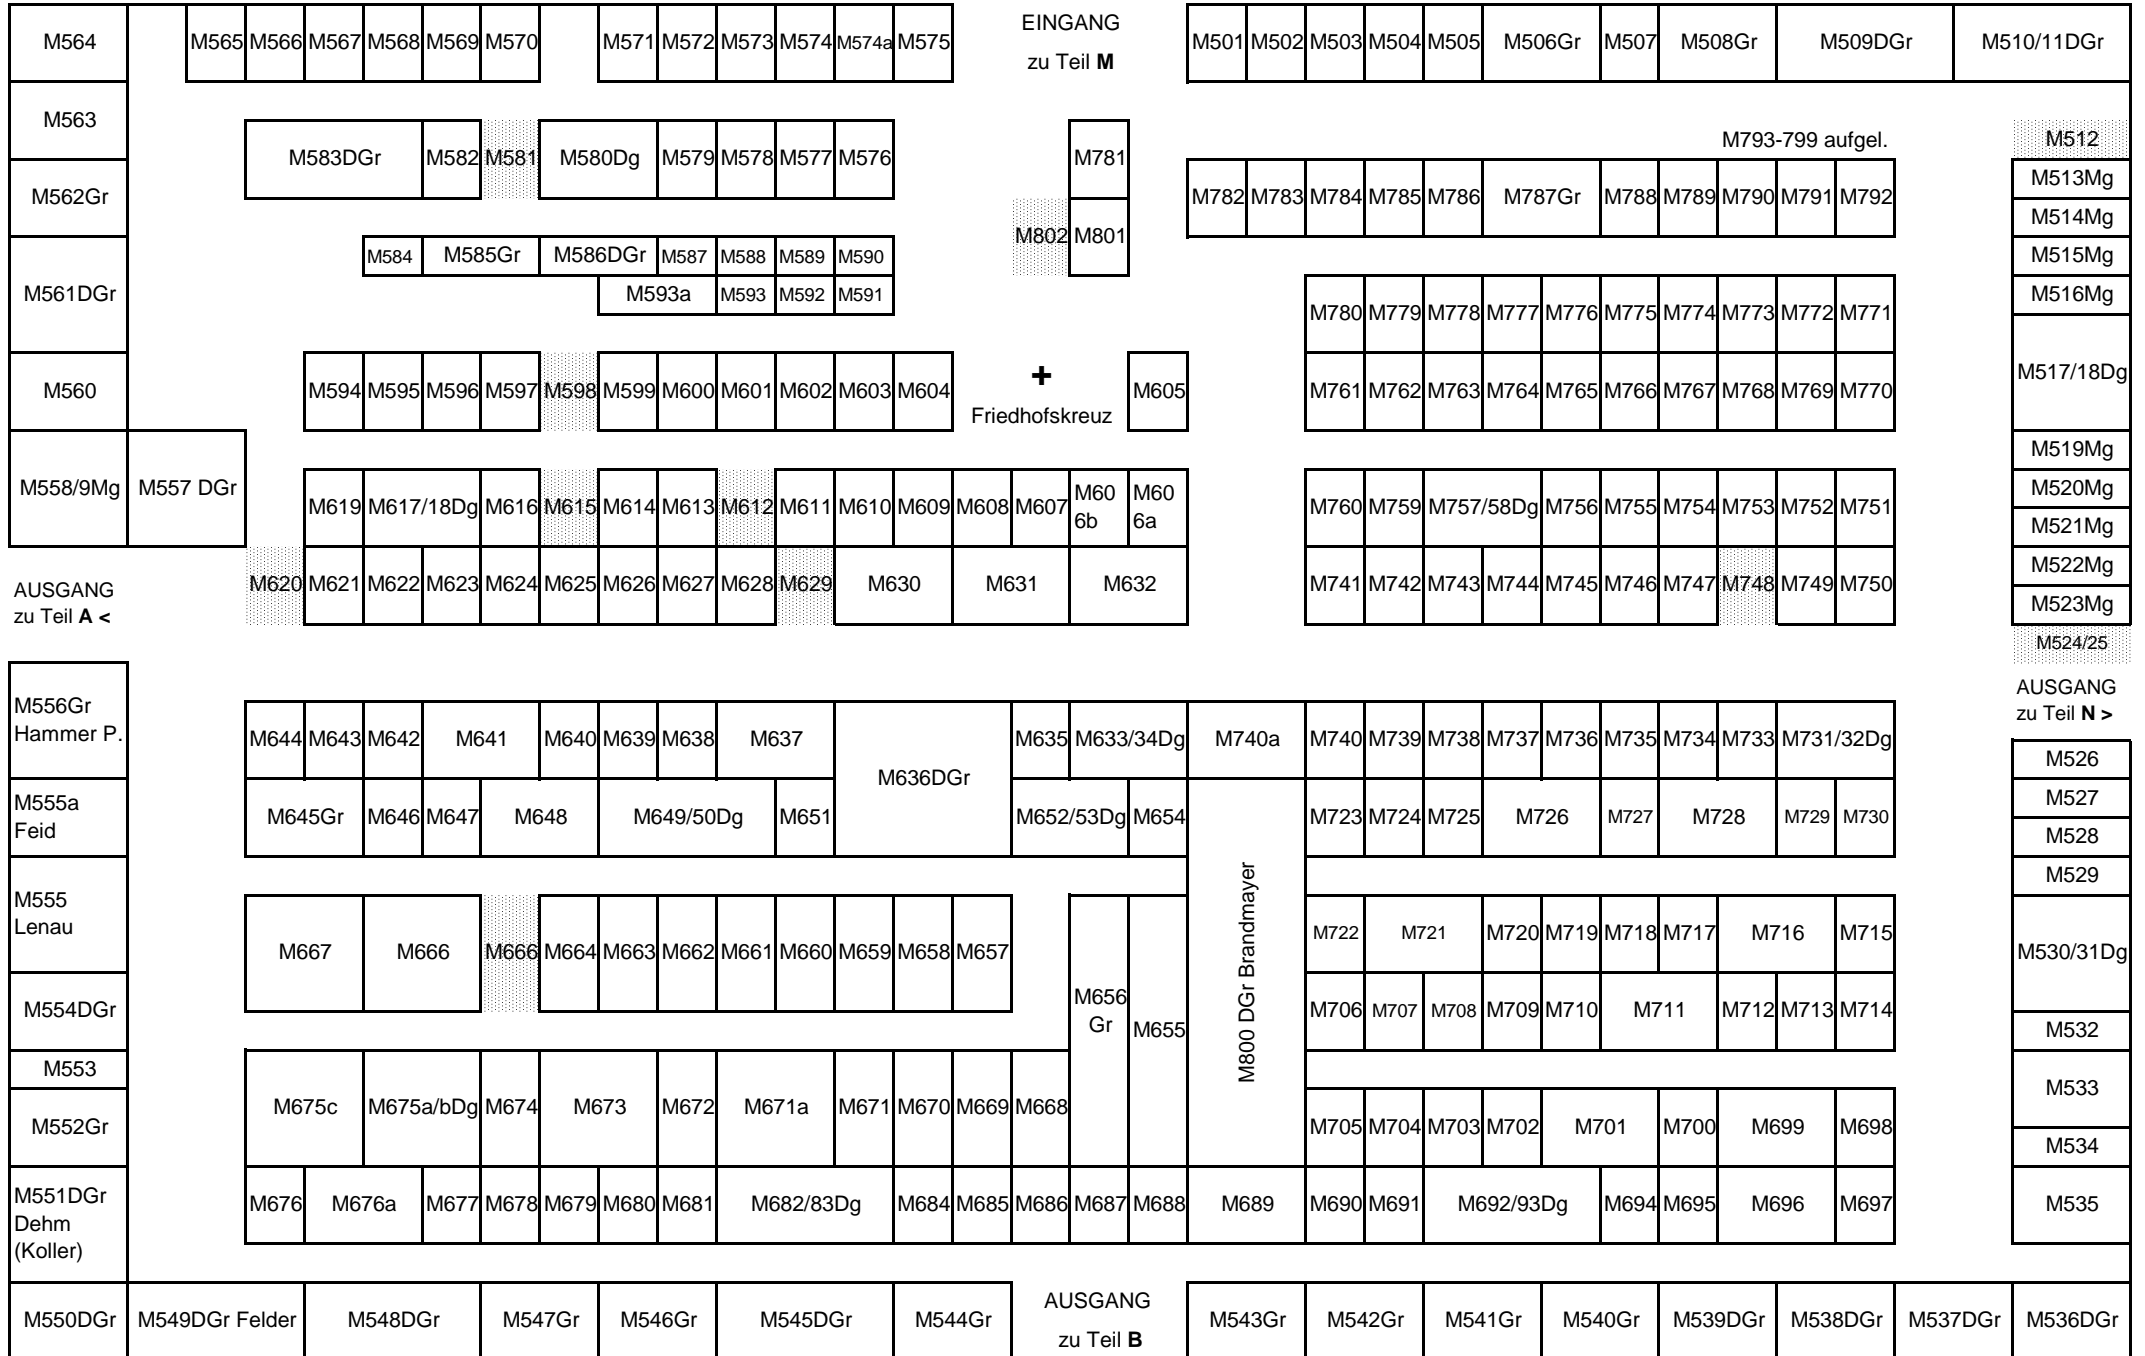 M564 M565 M566 M567 M568 M569 M570 M571 M572 M573 M574 M574a M575 EINGANG M501 M502 M503 M504 M505 M506Gr M507 M508Gr M509DGr M510/11DGr
zu Teil M
M563
M793-799 aufgel. M512
M583DGr M582 M581 M580Dg M579 M578 M577 M576 M781
M513Mg
M562Gr M782 M783 M784 M785 M786 M787Gr M788 M789 M790 M791 M792
M514Mg
M802 M801
M584 M585Gr M586DGr M587 M588 M589 M590 M515Mg
M561DGr M593a M593 M592 M591 M516Mg
M780 M779 M778 M777 M776 M775 M774 M773 M772 M771
M517/18Dg
M560 M594 M595 M596 M597 M598 M599 M600 M601 M602 M603 M604 + M605 M761 M762 M763 M764 M765 M766 M767 M768 M769 M770
Friedhofskreuz
M519Mg
M558/9Mg M557 DGr M520Mg
M619 M617/18Dg M616 M615 M614 M613 M612 M611 M610 M609 M608 M607 M60 M60 M760 M759 M757/58Dg M756 M755 M754 M753 M752 M751
6b 6a
M521Mg
M522Mg
AUSGANG M620 M621 M622 M623 M624 M625 M626 M627 M628 M629 M630 M631 M632 M741 M742 M743 M744 M745 M746 M747 M748 M749 M750
zu Teil A < M523Mg
M524/25
M556Gr AUSGANG
Hammer P. zu Teil N >
M644 M643 M642 M641 M640 M639 M638 M637 M635 M633/34Dg M740a M740 M739 M738 M737 M736 M735 M734 M733 M731/32Dg
M636DGr M526
M555a M527
Feid M645Gr M646 M647 M648 M649/50Dg M651 M652/53Dg M654 M723 M724 M725 M726 M727 M728 M729 M730
M528
M529
M555
Lenau
M722 M721 M720 M719 M718 M717 M716 M715
M667 M666 M666 M664 M663 M662 M661 M660 M659 M658 M657 M530/31Dg
M554DGr M656 M706 M707 M708 M709 M710 M711 M712 M713 M714
Gr M655 M800 DGr Brandmayer M532
M553
M533
M675c M675a/bDg M674 M673 M672 M671a M671 M670 M669 M668
M552Gr M705 M704 M703 M702 M701 M700 M699 M698
M534
M551DGr
Dehm
(Koller)
M676 M676a M677 M678 M679 M680 M681 M682/83Dg M684 M685 M686 M687 M688 M689 M690 M691 M692/93Dg M694 M695 M696 M697 M535
M550DGr M549DGr Felder M548DGr M547Gr M546Gr M545DGr M544Gr AUSGANG M543Gr M542Gr M541Gr M540Gr M539DGr M538DGr M537DGr M536DGr
zu Teil B